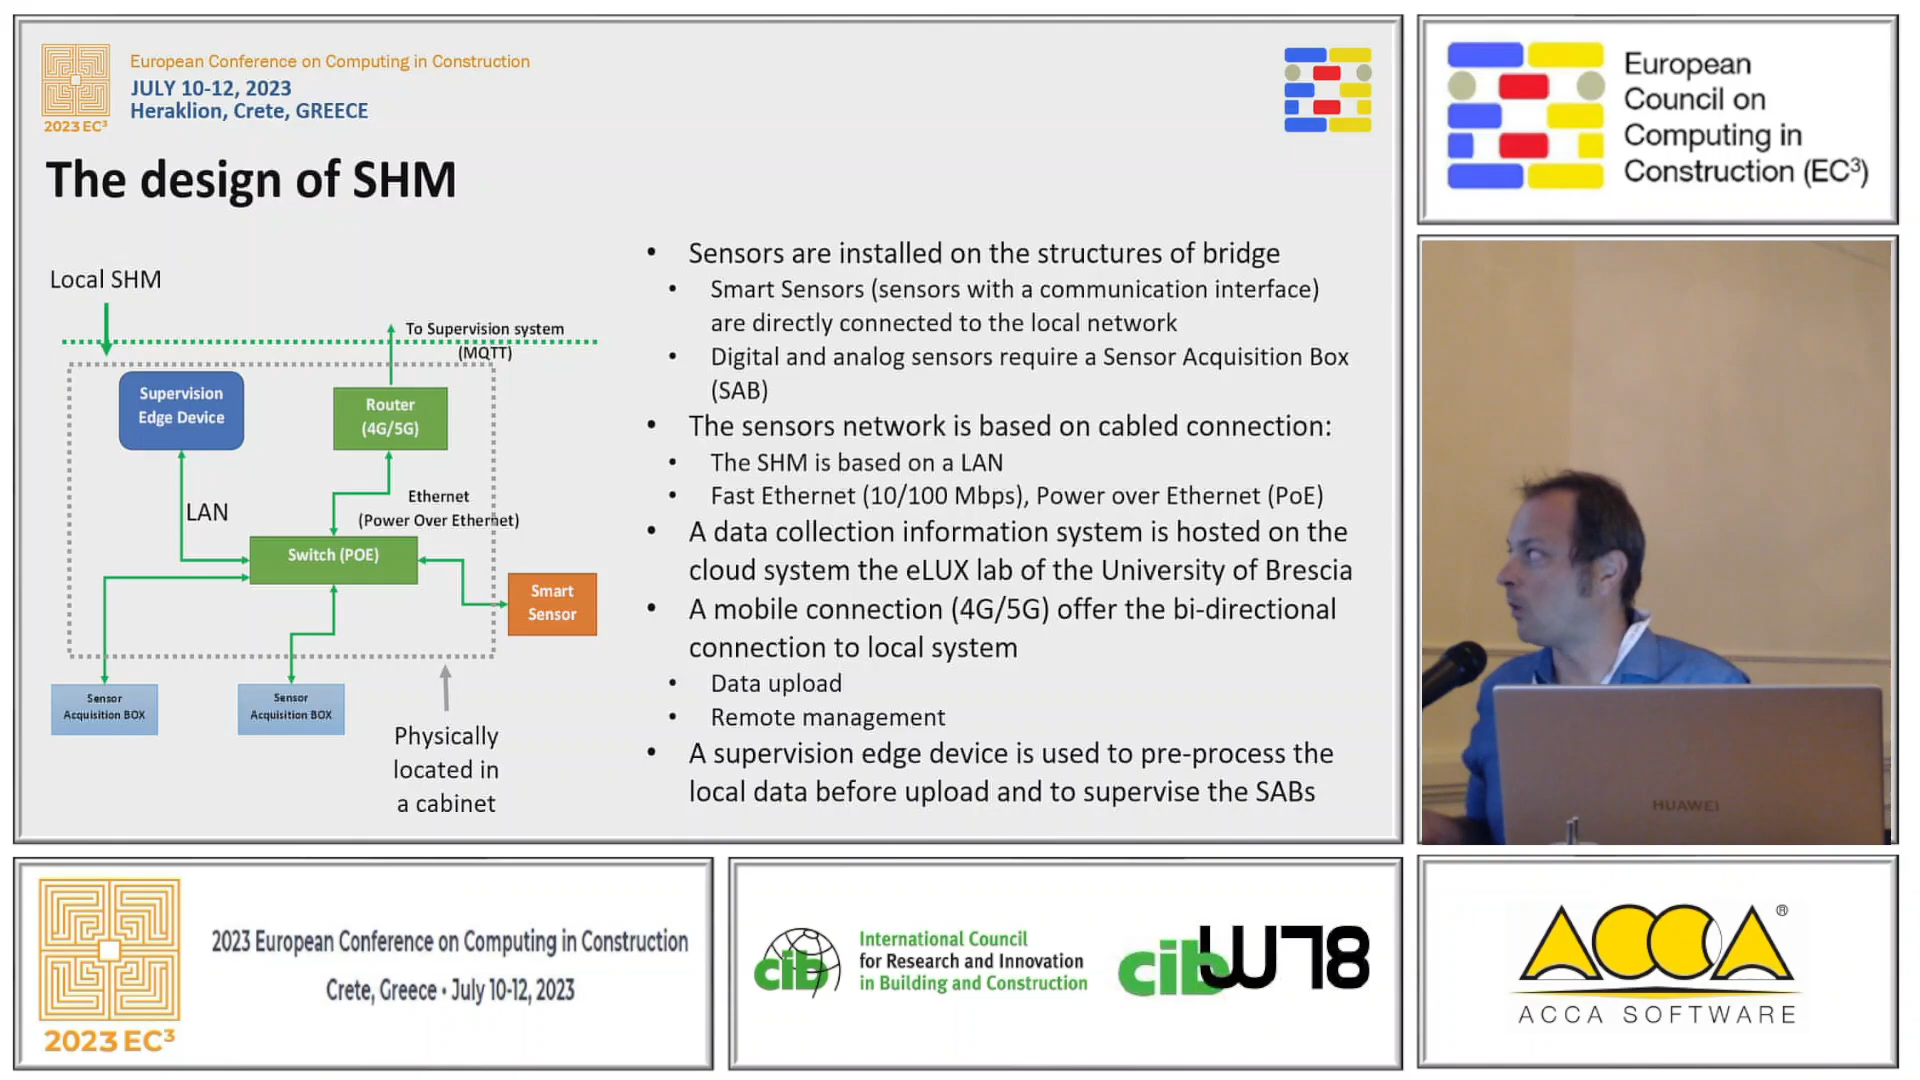 European Conference on Computing in Construction
JULY 10-12, 2023
Heraklion, Crete, GREECE
2023 EC³
The design of SHM
Local SHM
To Supervision system
(MQTT)
Supervision
Edge Device
Router
(4G/5G)
LAN
Ethernet
(Power Over Ethernet)
Switch (POE)
Smart
Sensor
Sensor
Acquisition BOX
Sensor
Acquisition BOX
Physically
located in
a cabinet
• Sensors are installed on the structures of bridge
• Smart Sensors (sensors with a communication interface)
are directly connected to the local network
• Digital and analog sensors require a Sensor Acquisition Box
(SAB)
• The sensors network is based on cabled connection:
• The SHM is based on a LAN
• Fast Ethernet (10/100 Mbps), Power over Ethernet (PoE)
• A data collection information system is hosted on the
cloud system the eLUX lab of the University of Brescia
• A mobile connection (4G/5G) offer the bi-directional
connection to local system
• Data upload
• Remote management
• A supervision edge device is used to pre-process the
local data before upload and to supervise the SABs
European
Council on
Computing in
Construction (EC³)
HUAWEI
2023 EC³
2023 European Conference on Computing in Construction
Crete, Greece • July 10-12, 2023
cib
International Council
for Research and Innovation
in Building and Construction
cib W78
ACCA ®
ACCA SOFTWARE